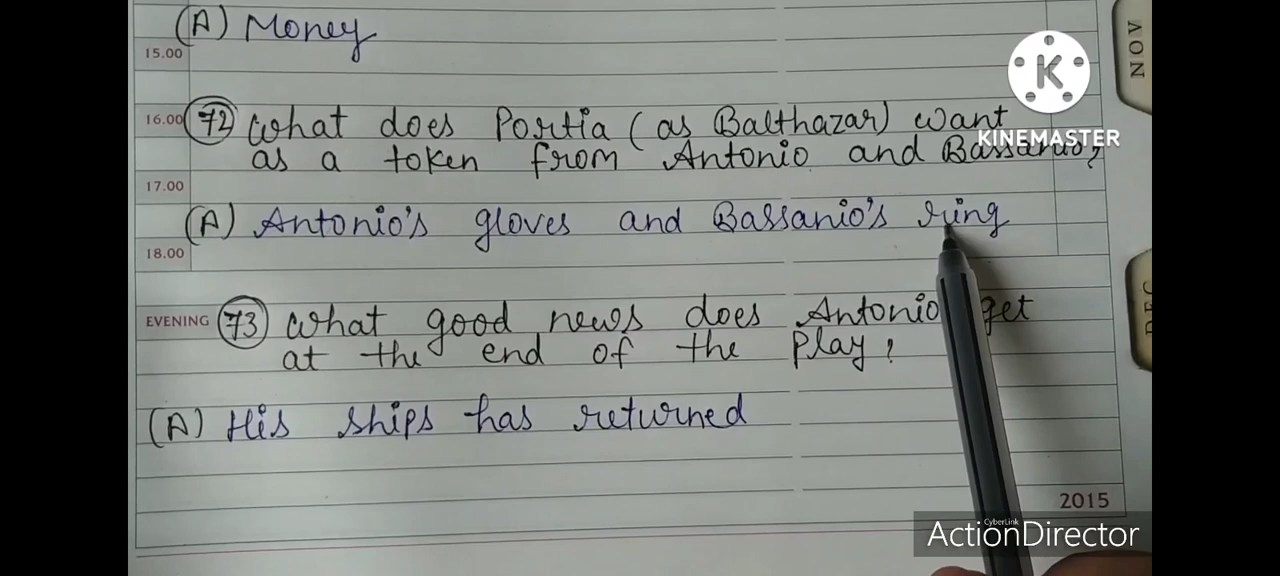 (A) Money
15.00
NOV
16.00 (72) What does Portia (as Balthazar) want
K
KINEMASTER
as a token from Antonio and Bassanio?
17.00
(A) Antonio's gloves and Bassanio's ring
18.00
DEC
EVENING (73) What good news does Antonio get
at the end of the play?
(A) His ships has returned
2015
CyberLink
ActionDirector